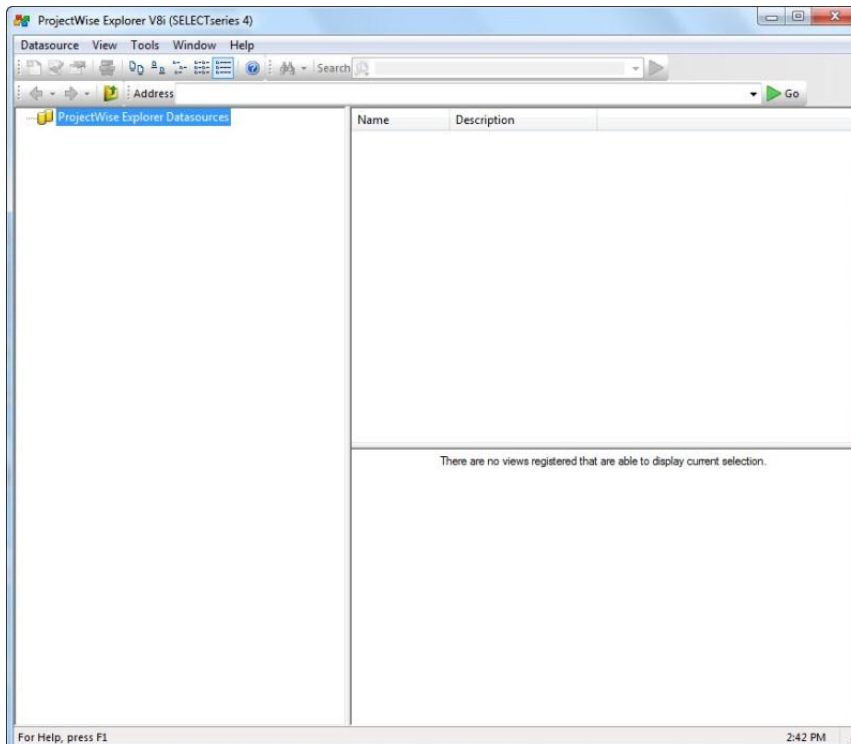 ProjectWise Explorer V8i (SELECTseries 4)
Datasource View Tools Window Help
Search
Address Go
ProjectWise Explorer Datasources
Name Description
There are no views registered that are able to display current selection.
For Help, press F1 2:42 PM